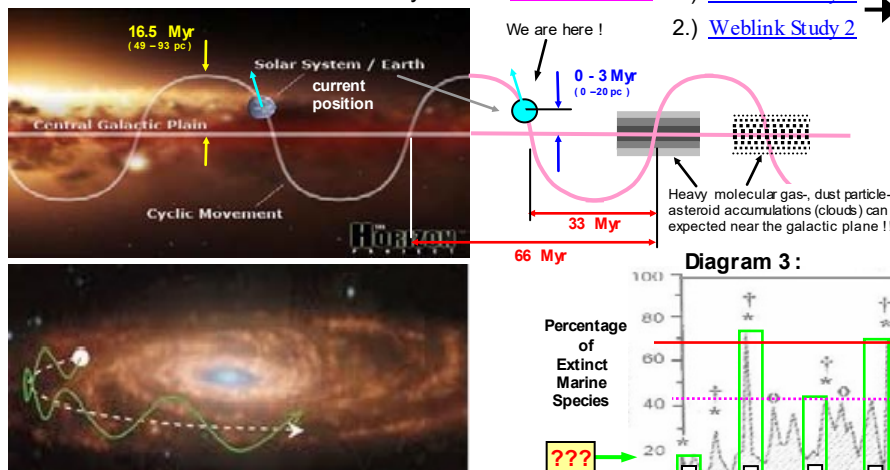 2.) Weblink Study 2
16.5 Myr
( 49 – 93 pc )
Solar System / Earth
current
position
Central Galactic Plain
Cyclic Movement
THE
HORIZON
PROJECT
We are here !
0 - 3 Myr
( 0 –20 pc )
Heavy molecular gas-, dust particle-
asteroid accumulations (clouds) can
expected near the galactic plane !
33 Myr
66 Myr
Diagram 3 :
Percentage
of
Extinct
Marine
Species
100
80
60
40
20
† † † †
* * * * *
o o
???